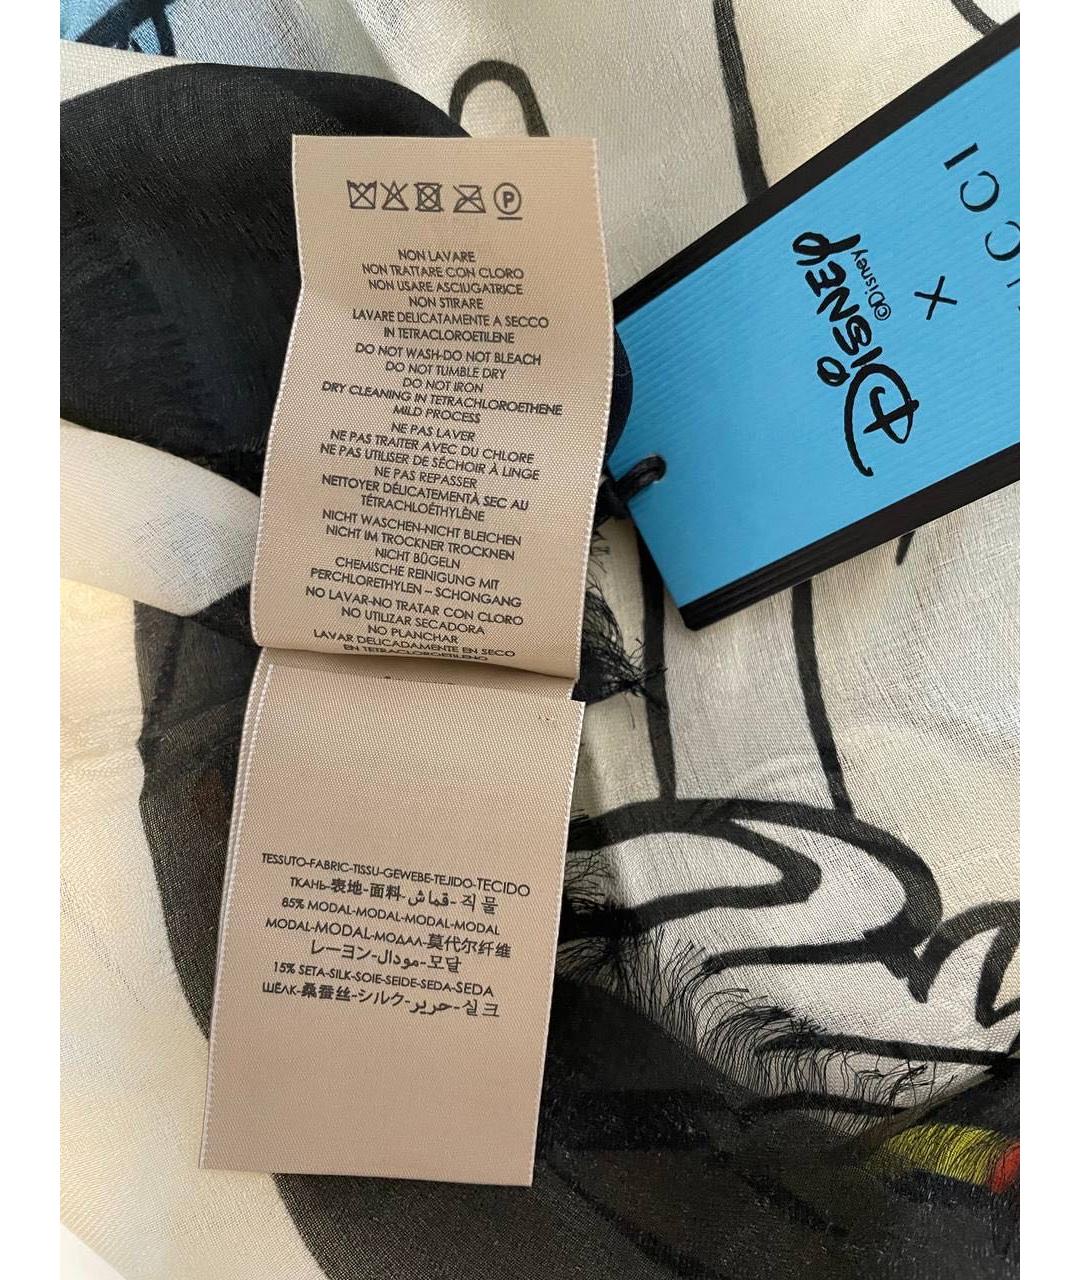 P
NON LAVARE
NON TRATTARE CON CLORO
NON USARE ASCIUGATRICE
NON STIRARE
LAVARE DELICATAMENTE A SECCO
IN TETRACLOROETILENE
DO NOT WASH-DO NOT BLEACH
DO NOT TUMBLE DRY
DO NOT IRON
DRY CLEANING IN TETRACHLOROETHENE
MILD PROCESS
NE PAS LAVER
NE PAS TRAITER AVEC DU CHLORE
NE PAS UTILISER DE SÉCHOIR À LINGE
NE PAS REPASSER
NETTOYER DÉLICATEMENTÀ SEC AU
TÉTRACHLOÉTHYLÈNE
NICHT WASCHEN-NICHT BLEICHEN
NICHT IM TROCKNER TROCKNEN
NICHT BÜGELN
CHEMISCHE REINIGUNG MIT
PERCHLORETHYLEN – SCHONGANG
NO LAVAR-NO TRATAR CON CLORO
NO UTILIZAR SECADORA
NO PLANCHAR
LAVAR DELICADAMENTE EN SECO
EN TETRACLOROETILENO
TESSUTO-FABRIC-TISSU-GEWEBE-TEJIDO-TECIDO
ТКАНЬ-表地-面料-قماش-직물
85% MODAL-MODAL-MODAL-MODAL
MODAL-MODAL-МОДАЛ-莫代尔纤维
レーヨン-مودال-모달
15% SETA-SILK-SOIE-SEIDE-SEDA-SEDA
ШЁЛК-桑蚕丝-シルク-حرير-실크
DISNEP
©Disney
X
UCCI